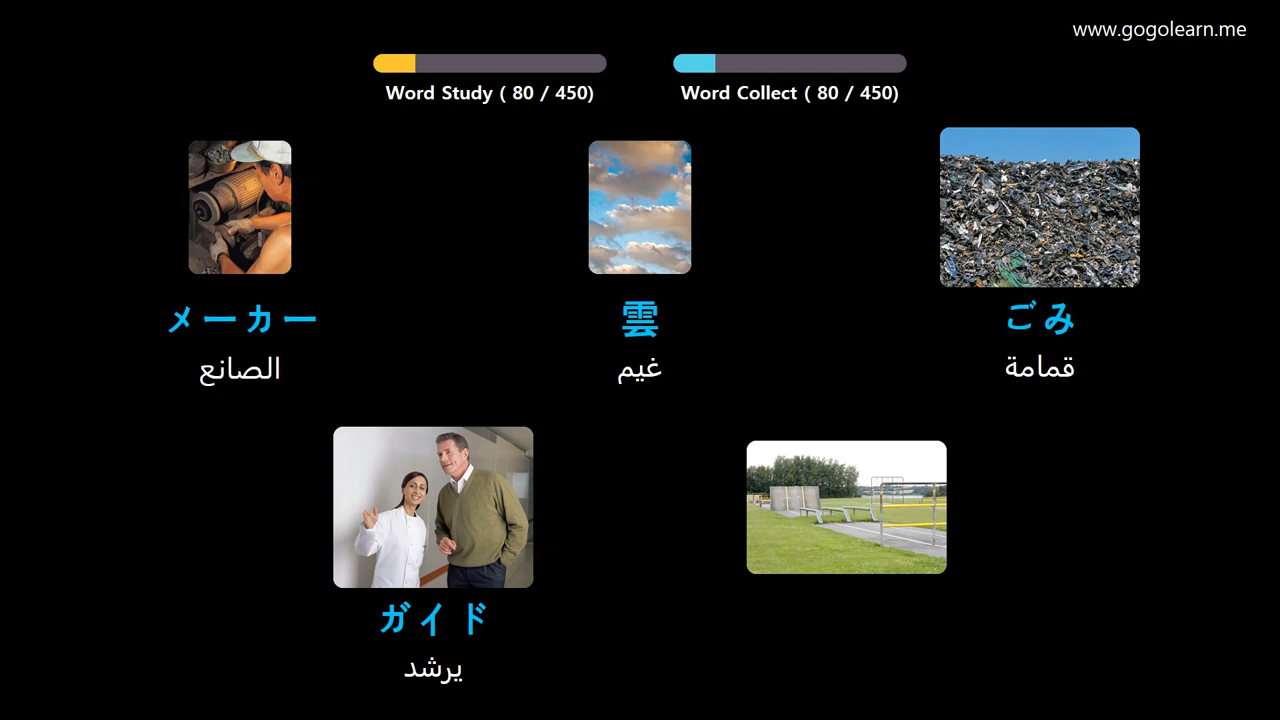 www.gogolearn.me
Word Study ( 80 / 450)
Word Collect ( 80 / 450)
メーカー
الصانع
雲
غيم
ごみ
قمامة
ガイド
يرشد